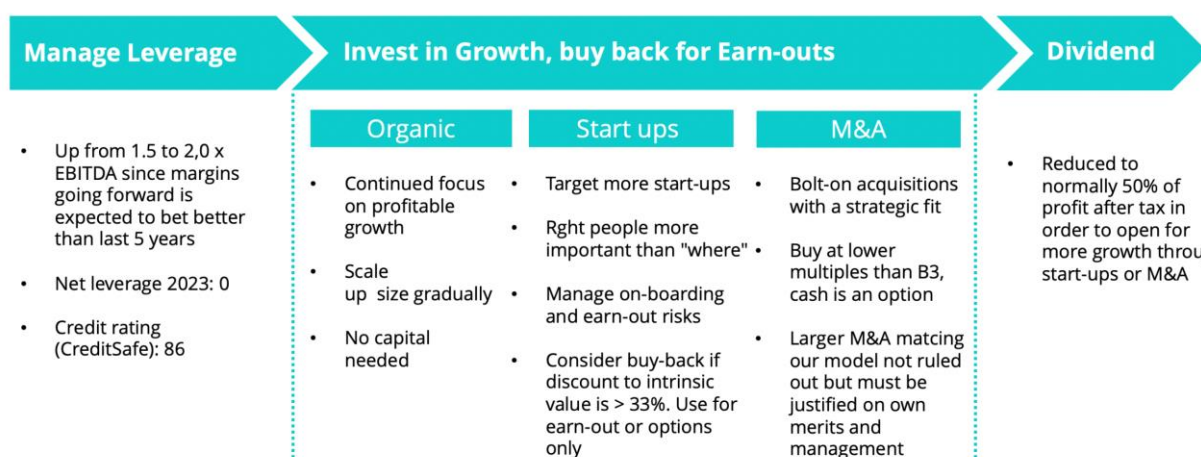 Manage Leverage
Invest in Growth, buy back for Earn-outs
Dividend
• Up from 1.5 to 2,0 x
EBITDA since margins
going forward is
expected to bet better
than last 5 years
• Net leverage 2023: 0
• Credit rating
(CreditSafe): 86
Organic
• Continued focus
on profitable
growth
• Scale
up size gradually
• No capital
needed
Start ups
• Target more start-ups
• Rght people more
important than "where"
• Manage on-boarding
and earn-out risks
• Consider buy-back if
discount to intrinsic
value is > 33%. Use for
earn-out or options
only
M&A
• Bolt-on acquisitions
with a strategic fit
• Buy at lower
multiples than B3,
cash is an option
• Larger M&A matcing
our model not ruled
out but must be
justified on own
merits and
management
• Reduced to
normally 50% of
profit after tax in
order to open for
more growth throu
start-ups or M&A